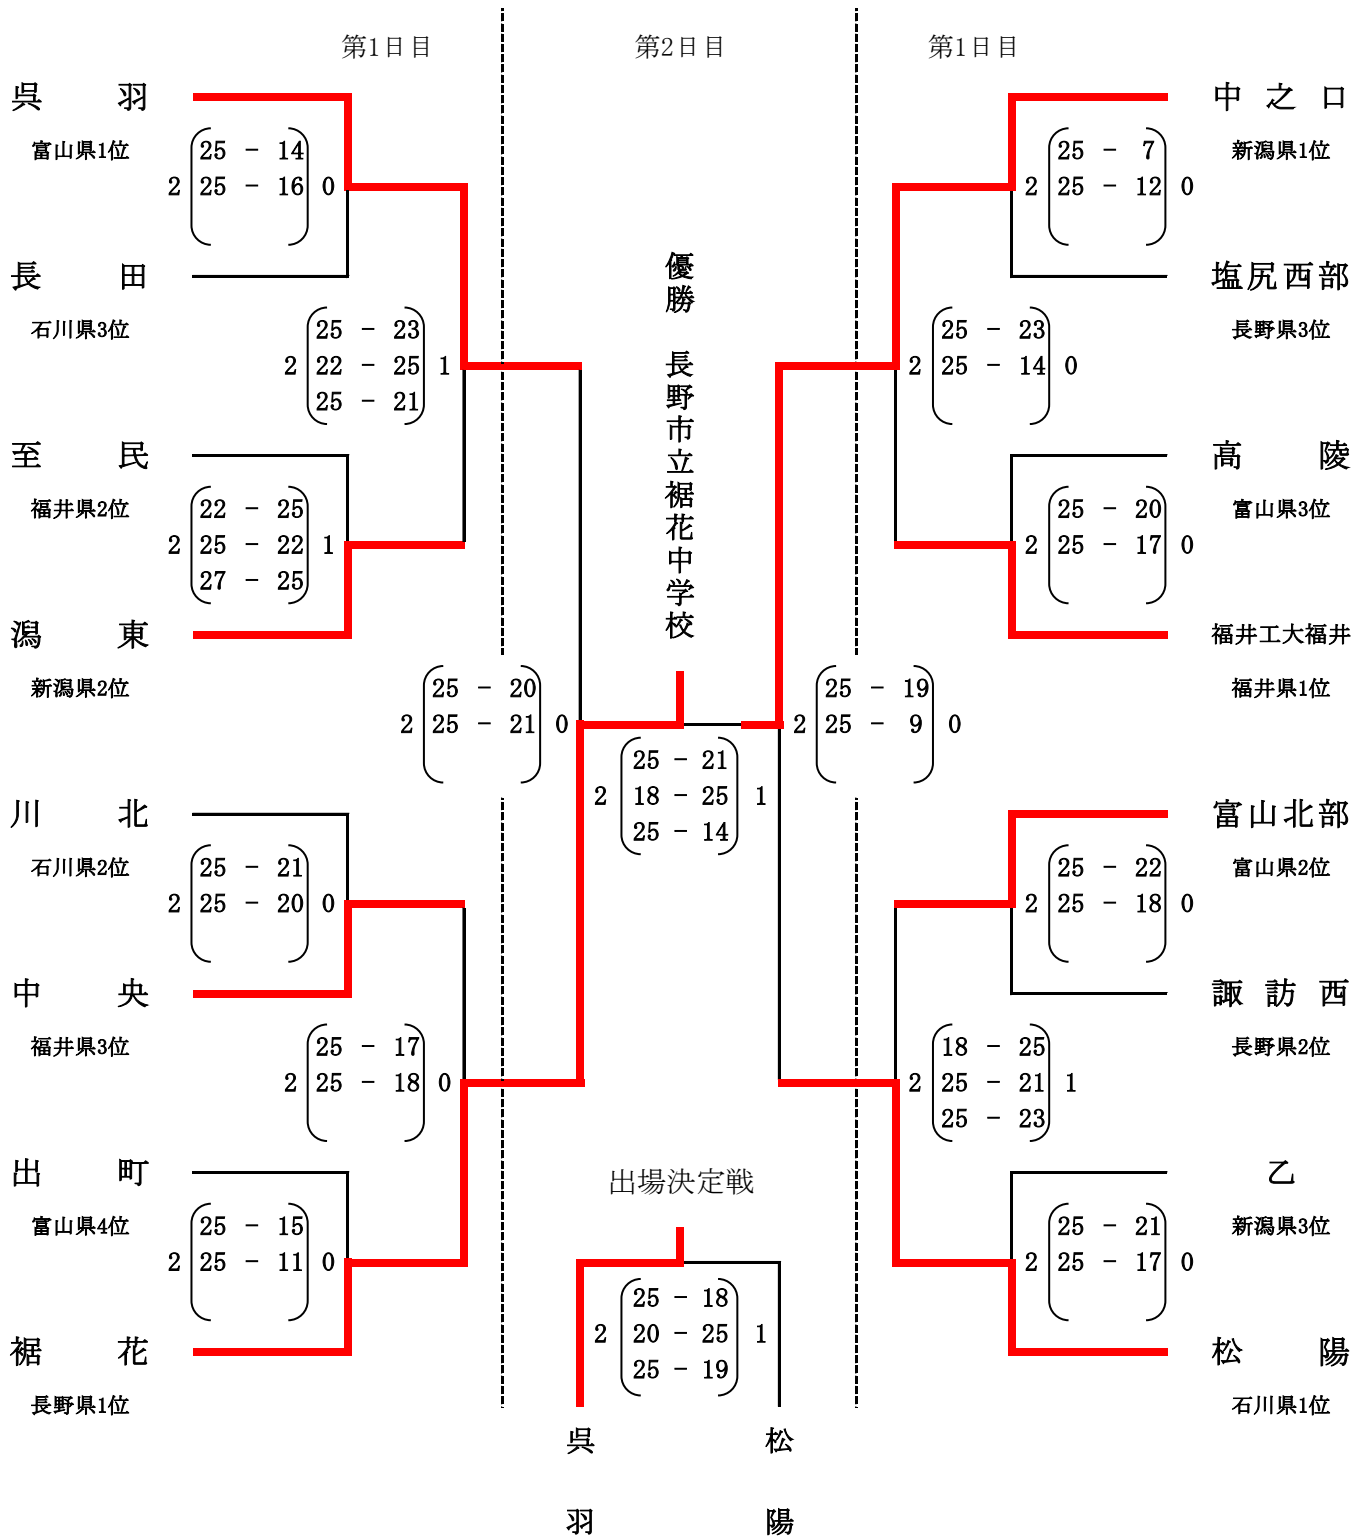 第1日目
第2日目
第1日目
呉羽
富山県1位
25 - 14
2 25 - 16 0
長田
石川県3位
25 - 23
2 22 - 25 1
25 - 21
至民
福井県2位
22 - 25
2 25 - 22 1
27 - 25
潟東
新潟県2位
25 - 20
2 25 - 21 0
川北
石川県2位
25 - 21
2 25 - 20 0
中央
福井県3位
25 - 17
2 25 - 18 0
出町
富山県4位
25 - 15
2 25 - 11 0
裾花
長野県1位
優勝 長野市立裾花中学校
25 - 21
2 18 - 25 1
25 - 14
出場決定戦
25 - 18
2 20 - 25 1
25 - 19
呉羽
松陽
中之口
新潟県1位
25 - 7
2 25 - 12 0
塩尻西部
長野県3位
25 - 23
2 25 - 14 0
高陵
富山県3位
25 - 20
2 25 - 17 0
福井工大福井
福井県1位
25 - 19
2 25 - 9 0
富山北部
富山県2位
25 - 22
2 25 - 18 0
諏訪西
長野県2位
18 - 25
2 25 - 21 1
25 - 23
乙
新潟県3位
25 - 21
2 25 - 17 0
松陽
石川県1位